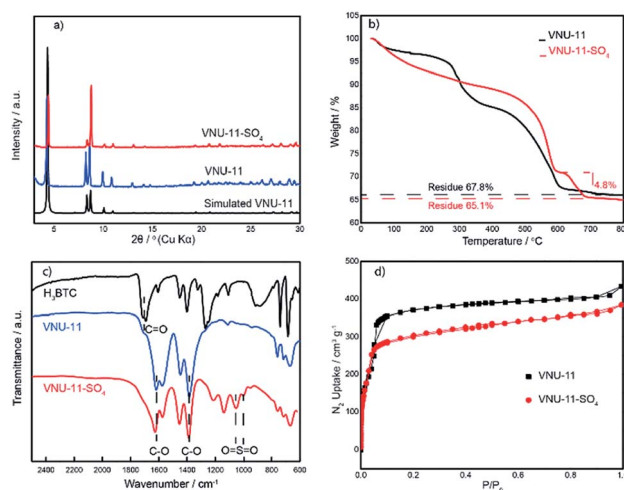 a)
Intensity / a.u.
VNU-11-SO₄
VNU-11
Simulated VNU-11
5 10 15 20 25 30
2θ / °(Cu Kα)
b)
VNU-11
VNU-11-SO₄
Weight / %
100
95
90
85
80
75
70
65
60
4.8%
Residue 67.8%
Residue 65.1%
0 100 200 300 400 500 600 700 800
Temperature / °C
c)
Transmittance / a.u.
H₃BTC
C=O
VNU-11
VNU-11-SO₄
C-O C-O O=S=O
2500 2200 1800 1600 1400 1200 1000 800 600
Wavenumber / cm⁻¹
d)
N₂ Uptake / cm³ g⁻¹
500
400
300
200
100
0
VNU-11
VNU-11-SO₄
0.0 0.2 0.4 0.6 0.8 1.0
P/P₀